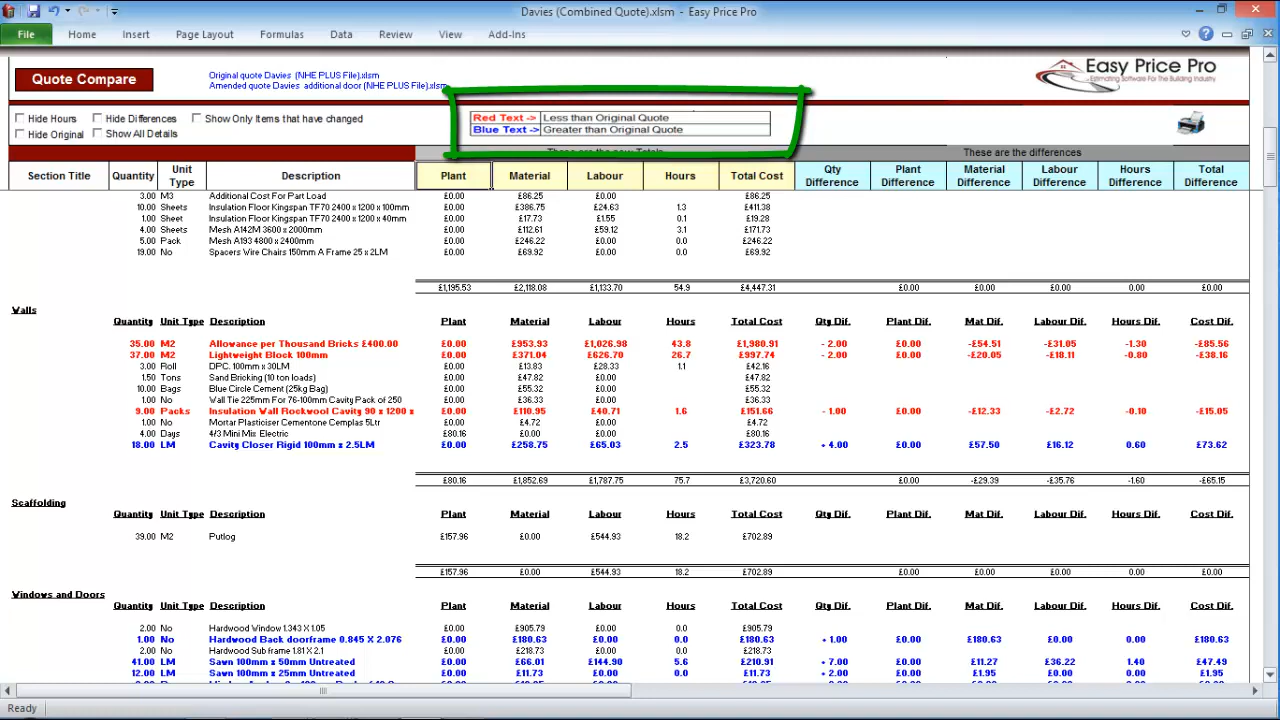 Davies (Combined Quote).xlsm - Easy Price Pro
File Home Insert Page Layout Formulas Data Review View Add-Ins
Quote Compare
Original quote Davies (NHE PLUS File).xlsm
Amended quote Davies additional door (NHE PLUS File).xlsm
Easy Price Pro
Estimating Software For The Building Industry
Hide Hours Hide Differences Show Only Items that have changed
Hide Original Show All Details
Red Text -> Less than Original Quote
Blue Text -> Greater than Original Quote
These are the new Totals These are the differences
Section Title Quantity Unit Type Description Plant Material Labour Hours Total Cost Qty Difference Plant Difference Material Difference Labour Difference Hours Difference Total Difference
3.00 M3 Additional Cost For Part Load £0.00 £86.25 £0.00 £86.25
10.00 Sheets Insulation Floor Kingspan TF70 2400 x 1200 x 100mm £0.00 £386.75 £24.63 1.3 £411.38
1.00 Sheet Insulation Floor Kingspan TF70 2400 x 1200 x 40mm £0.00 £17.73 £1.55 0.1 £19.28
4.00 Sheets Mesh A142M 3600 x 2000mm £0.00 £112.61 £59.12 3.1 £171.73
5.00 Pack Mesh A193 4800 x 2400mm £0.00 £246.22 £0.00 0.0 £246.22
19.00 No Spacers Wire Chairs 150mm A Frame 25 x 2LM £0.00 £69.92 £0.00 0.0 £69.92
£1,195.53 £2,118.08 £1,133.70 54.9 £4,447.31 £0.00 £0.00 £0.00 0.00 £0.00
Walls
Quantity Unit Type Description Plant Material Labour Hours Total Cost Qty Dif. Plant Dif. Mat Dif. Labour Dif. Hours Dif. Cost Dif.
35.00 M2 Allowance per Thousand Bricks £400.00 £0.00 £953.93 £1,026.98 43.8 £1,980.91 - 2.00 £0.00 -£54.51 -£31.05 -1.30 -£85.56
37.00 M2 Lightweight Block 100mm £0.00 £371.04 £626.70 26.7 £997.74 - 2.00 £0.00 -£20.05 -£18.11 -0.80 -£38.16
3.00 Roll DPC. 100mm x 30LM £0.00 £13.83 £28.33 1.1 £42.16
1.50 Tons Sand Bricking (10 ton loads) £0.00 £47.82 £0.00 £47.82
10.00 Bags Blue Circle Cement (25kg Bag) £0.00 £55.32 £0.00 £55.32
1.00 No Wall Tie 225mm For 76-100mm Cavity Pack of 250 £0.00 £36.33 £0.00 £36.33
9.00 Packs Insulation Wall Rockwool Cavity 90 x 1200 x £0.00 £110.95 £40.71 1.6 £151.66 - 1.00 £0.00 -£12.33 -£2.72 -0.10 -£15.05
1.00 No Mortar Plasticiser Cementone Cemplas 5Ltr £0.00 £4.72 £0.00 £4.72
4.00 Days 4/3 Mini Mix Electric £80.16 £0.00 £0.00 £80.16
18.00 LM Cavity Closer Rigid 100mm x 2.5LM £0.00 £258.75 £65.03 2.5 £323.78 + 4.00 £0.00 £57.50 £16.12 0.60 £73.62
£80.16 £1,852.69 £1,787.75 75.7 £3,720.60 £0.00 -£29.39 -£35.76 -1.60 -£65.15
Scaffolding
Quantity Unit Type Description Plant Material Labour Hours Total Cost Qty Dif. Plant Dif. Mat Dif. Labour Dif. Hours Dif. Cost Dif.
39.00 M2 Putlog £157.96 £0.00 £544.93 18.2 £702.89
£157.96 £0.00 £544.93 18.2 £702.89 £0.00 £0.00 £0.00 0.00 £0.00
Windows and Doors
Quantity Unit Type Description Plant Material Labour Hours Total Cost Qty Dif. Plant Dif. Mat Dif. Labour Dif. Hours Dif. Cost Dif.
2.00 No Hardwood Window 1.343 X 1.05 £0.00 £905.79 £0.00 0.0 £905.79
1.00 No Hardwood Back doorframe 0.845 X 2.076 £0.00 £180.63 £0.00 0.0 £180.63 + 1.00 £0.00 £180.63 £0.00 0.00 £180.63
2.00 No Hardwood Sub frame 1.81 X 2.1 £0.00 £218.73 £0.00 0.0 £218.73
41.00 LM Sawn 100mm x 50mm Untreated £0.00 £66.01 £144.90 5.6 £210.91 + 7.00 £0.00 £11.27 £36.22 1.40 £47.49
12.00 LM Sawn 100mm x 25mm Untreated £0.00 £11.73 £0.00 0.0 £11.73 + 2.00 £0.00 £1.95 £0.00 0.00 £1.95
Ready